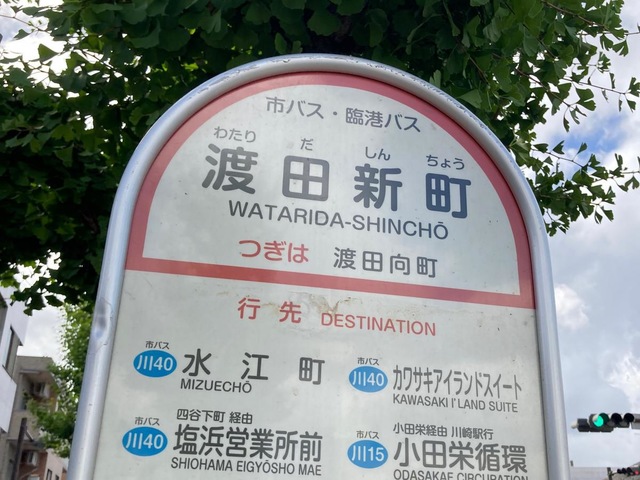 市バス・臨港バス
わたり だ しん ちょう
渡田新町
WATARIDA-SHINCHŌ
つぎは 渡田向町
行先 DESTINATION
市バス
川40 水江町
MIZUECHŌ
市バス
川40 カワサキアイランドスイート
KAWASAKI I'LAND SUITE
四谷下町 経由
市バス
川40 塩浜営業所前
SHIOHAMA EIGYŌSHO MAE
小田栄経由 川崎駅行
市バス
川15 小田栄循環
ODASAKAE CIRCULATION